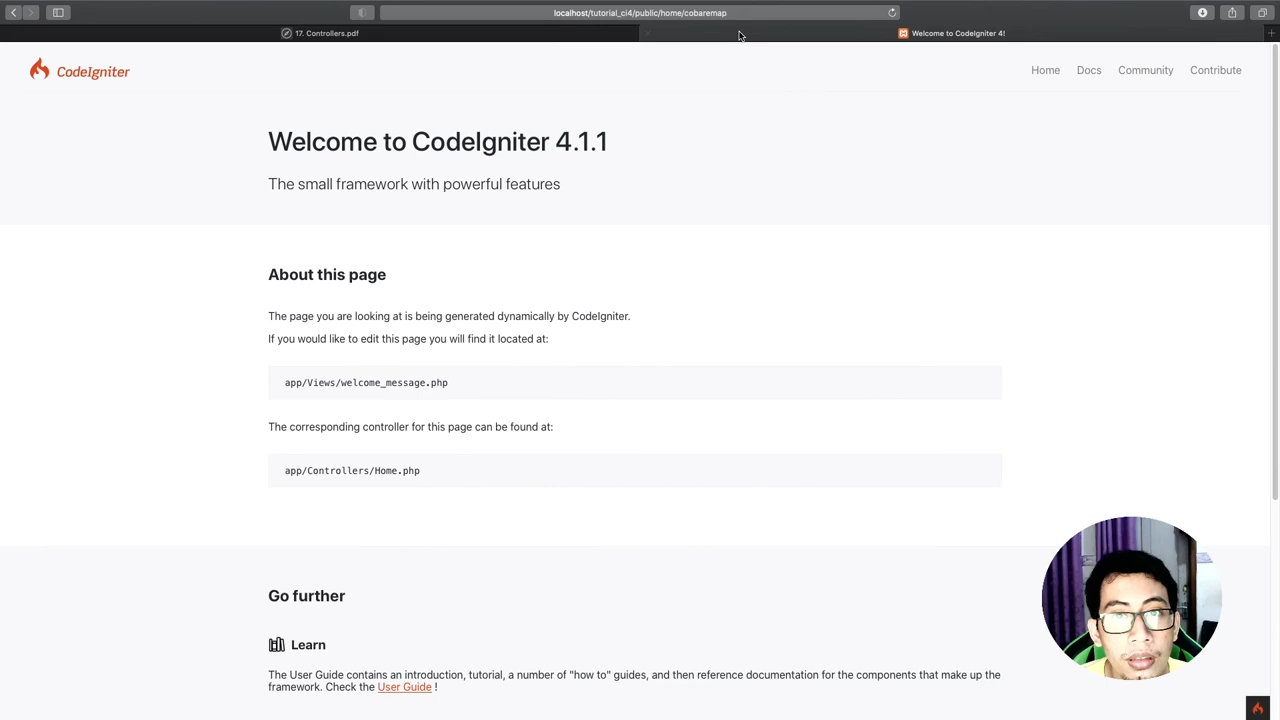 localhost/tutorial_ci4/public/home/cobaremap
17. Controllers.pdf
Welcome to CodeIgniter 4!
CodeIgniter
Home
Docs
Community
Contribute
Welcome to CodeIgniter 4.1.1
The small framework with powerful features
About this page
The page you are looking at is being generated dynamically by CodeIgniter.
If you would like to edit this page you will find it located at:
app/Views/welcome_message.php
The corresponding controller for this page can be found at:
app/Controllers/Home.php
Go further
Learn
The User Guide contains an introduction, tutorial, a number of "how to" guides, and then reference documentation for the components that make up the
framework. Check the User Guide !